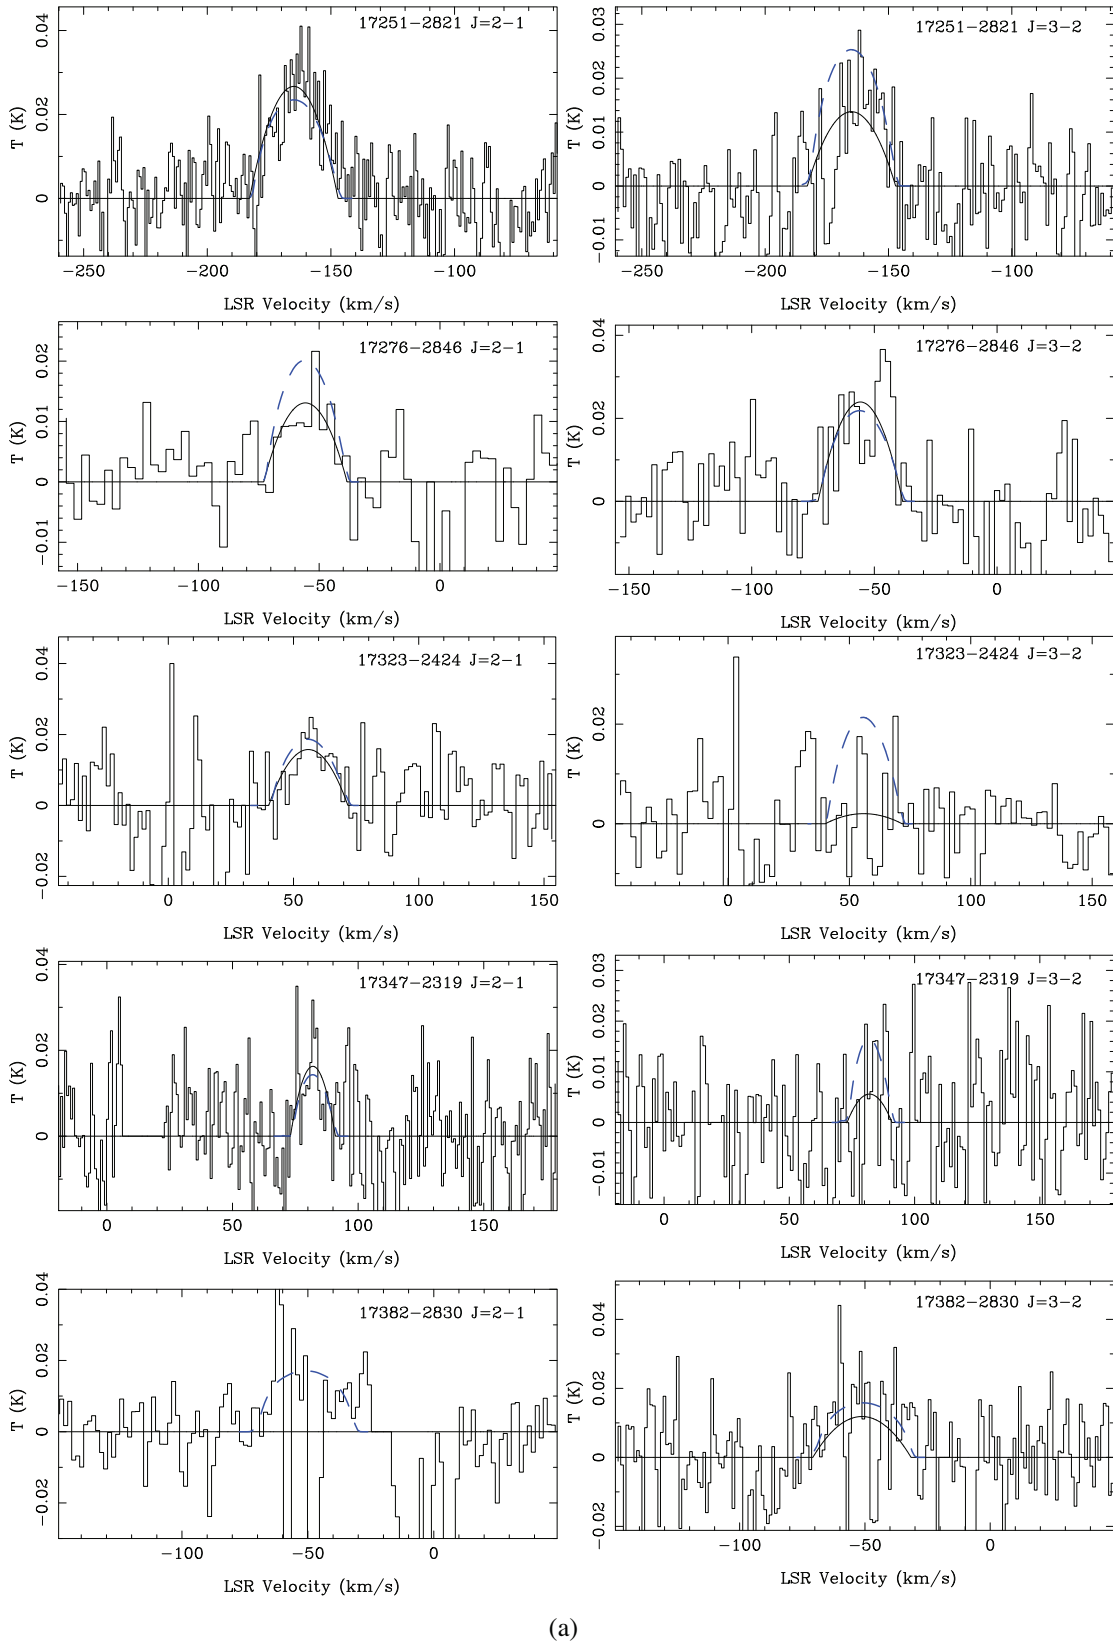 17251−2821 J=2−1
T (K)
0.04
0.02
0
−250
−200
−150
−100
LSR Velocity (km/s)
17251−2821 J=3−2
T (K)
0.03
0.02
0.01
0
−0.01
−250
−200
−150
−100
LSR Velocity (km/s)
17276−2846 J=2−1
T (K)
0.02
0.01
0
−0.01
−150
−100
−50
0
LSR Velocity (km/s)
17276−2846 J=3−2
T (K)
0.04
0.02
0
−150
−100
−50
0
LSR Velocity (km/s)
17323−2424 J=2−1
T (K)
0.04
0.02
0
−0.02
0
50
100
150
LSR Velocity (km/s)
17323−2424 J=3−2
T (K)
0.02
0
0
50
100
150
LSR Velocity (km/s)
17347−2319 J=2−1
T (K)
0.04
0.02
0
0
50
100
150
LSR Velocity (km/s)
17347−2319 J=3−2
T (K)
0.03
0.02
0.01
0
−0.01
0
50
100
150
LSR Velocity (km/s)
17382−2830 J=2−1
T (K)
0.04
0.02
0
−0.02
−100
−50
0
LSR Velocity (km/s)
17382−2830 J=3−2
T (K)
0.04
0.02
0
−0.02
−100
−50
0
LSR Velocity (km/s)
(a)